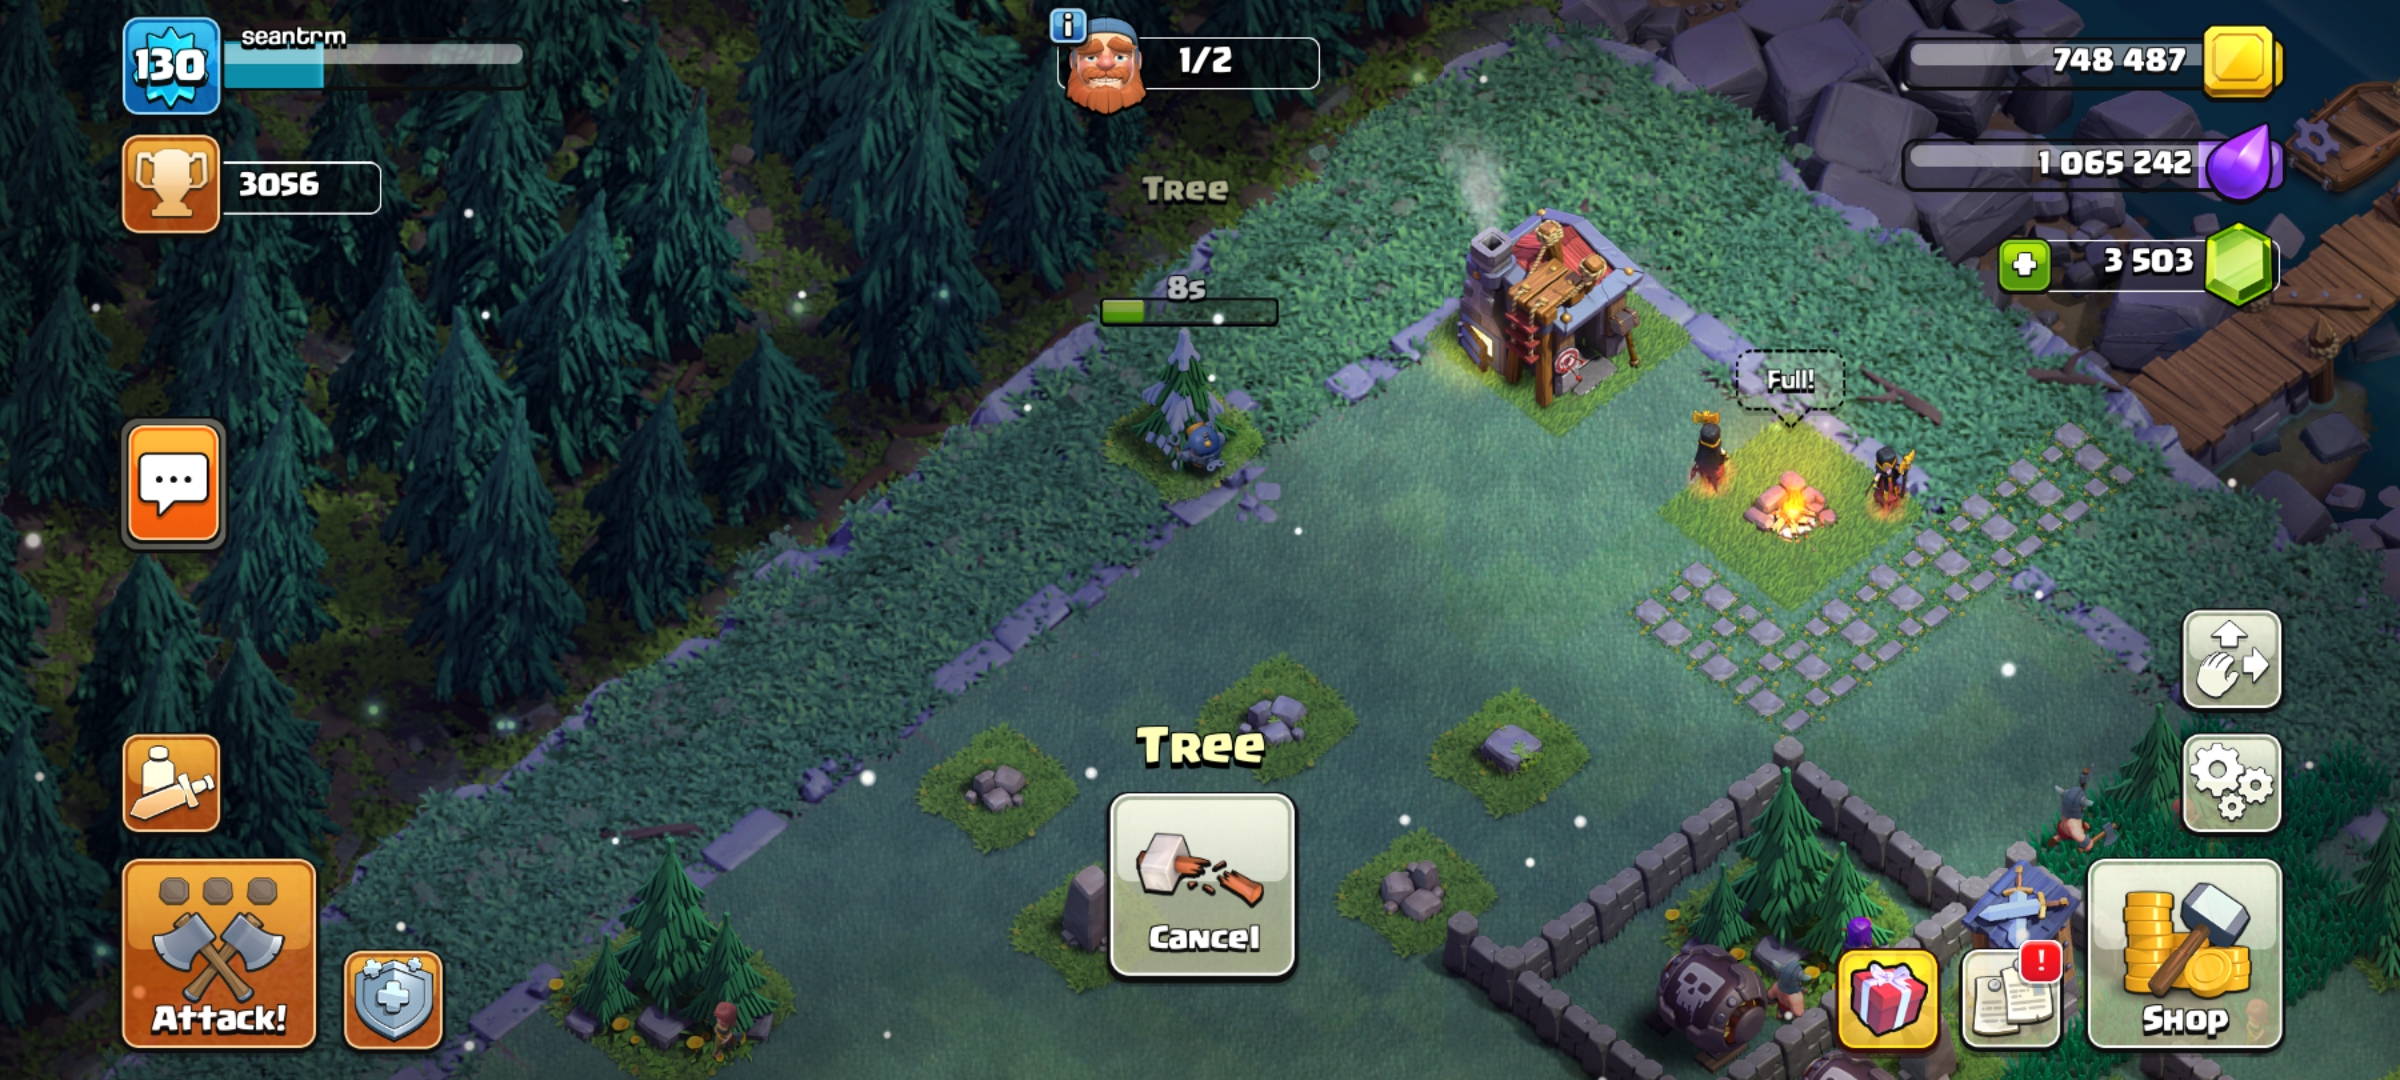 130
seantrm
3056
1/2
748 487
1 065 242
3 503
Tree
8s
Full!
Tree
Cancel
Attack!
!
Shop